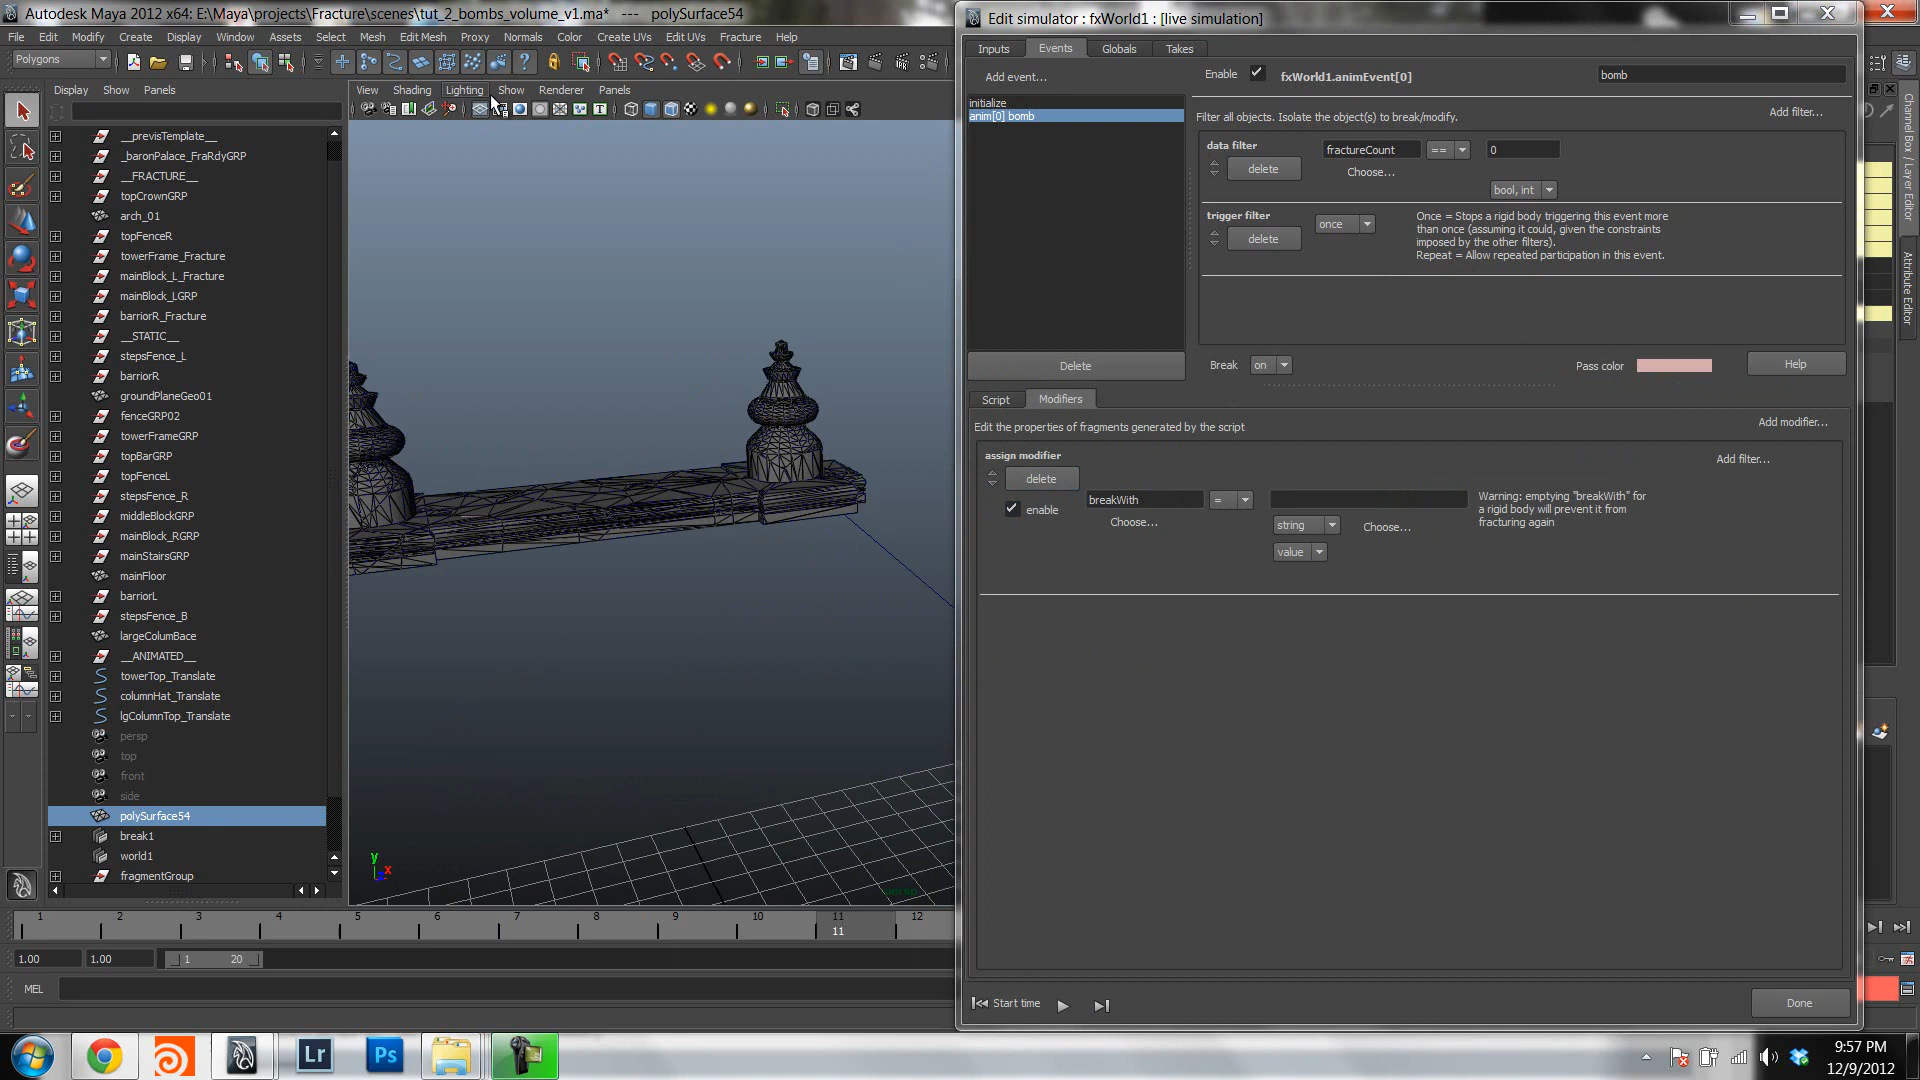 Autodesk Maya 2012 x64: E:\Maya\projects\Fracture\scenes\tut_2_bombs_volume_v1.ma*   ---   polySurface54
File Edit Modify Create Display Window Assets Select Mesh Edit Mesh Proxy Normals Color Create UVs Edit UVs Fracture Help
Polygons
Display Show Panels
View Shading Lighting Show Renderer Panels
__previsTemplate__
_baronPalace_FraRdyGRP
__FRACTURE__
topCrownGRP
arch_01
topFenceR
towerFrame_Fracture
mainBlock_L_Fracture
mainBlock_LGRP
barriorR_Fracture
__STATIC__
stepsFence_L
barriorR
groundPlaneGeo01
fenceGRP02
towerFrameGRP
topBarGRP
topFenceL
stepsFence_R
middleBlockGRP
mainBlock_RGRP
mainStairsGRP
mainFloor
barriorL
stepsFence_B
largeColumBace
__ANIMATED__
towerTop_Translate
columnHat_Translate
lgColumnTop_Translate
persp
top
front
side
polySurface54
break1
world1
fragmentGroup
y
x
persp
Edit simulator : fxWorld1 : [live simulation]
Inputs Events Globals Takes
Add event...
initialize
anim[0] bomb
Delete
Enable fxWorld1.animEvent[0] bomb
Filter all objects. Isolate the object(s) to break/modify.
Add filter...
data filter fractureCount == 0
delete Choose...
bool, int
trigger filter once
delete
Once = Stops a rigid body triggering this event more
than once (assuming it could, given the constraints
imposed by the other filters).
Repeat = Allow repeated participation in this event.
Break on Pass color Help
Script Modifiers
Edit the properties of fragments generated by the script
Add modifier...
assign modifier
Add filter...
delete
enable breakWith =
Choose...
string Choose...
value
Warning: emptying "breakWith" for
a rigid body will prevent it from
fracturing again
Start time
Done
Channel Box / Layer Editor
Attribute Editor
1 2 3 4 5 6 7 8 9 10 11 12
11
1.00 1.00 1 20
MEL
Lr
Ps
9:57 PM
12/9/2012